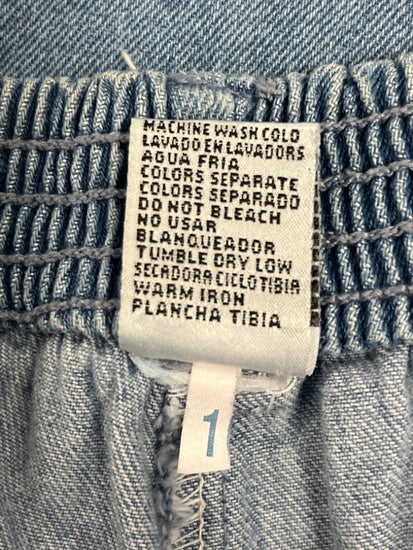 MACHINE WASH COLD
LAVADO EN LAVADORS
AGUA FRIA
COLORS SEPARATE
COLORS SEPARADO
DO NOT BLEACH
NO USAR
BLANQUEADOR
TUMBLE DRY LOW
SECADORA CICLO TIBIA
WARM IRON
PLANCHA TIBIA
1